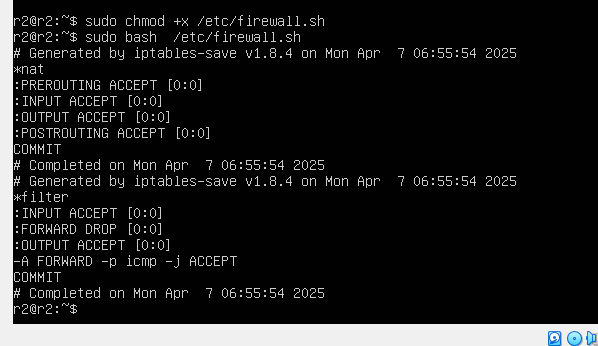 r2@r2:~$ sudo chmod +x /etc/firewall.sh
r2@r2:~$ sudo bash  /etc/firewall.sh
# Generated by iptables-save v1.8.4 on Mon Apr  7 06:55:54 2025
*nat
:PREROUTING ACCEPT [0:0]
:INPUT ACCEPT [0:0]
:OUTPUT ACCEPT [0:0]
:POSTROUTING ACCEPT [0:0]
COMMIT
# Completed on Mon Apr  7 06:55:54 2025
# Generated by iptables-save v1.8.4 on Mon Apr  7 06:55:54 2025
*filter
:INPUT ACCEPT [0:0]
:FORWARD DROP [0:0]
:OUTPUT ACCEPT [0:0]
-A FORWARD -p icmp -j ACCEPT
COMMIT
# Completed on Mon Apr  7 06:55:54 2025
r2@r2:~$